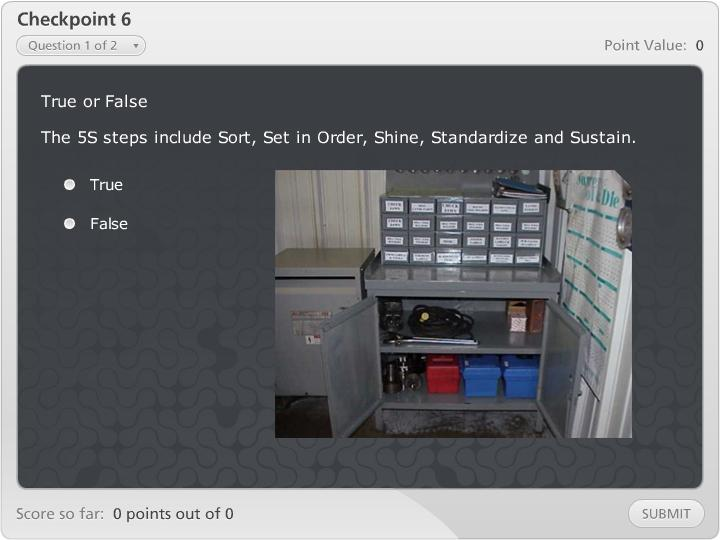 Checkpoint 6
Question 1 of 2
Point Value: 0
True or False
The 5S steps include Sort, Set in Order, Shine, Standardize and Sustain.
True
False
Score so far: 0 points out of 0
SUBMIT